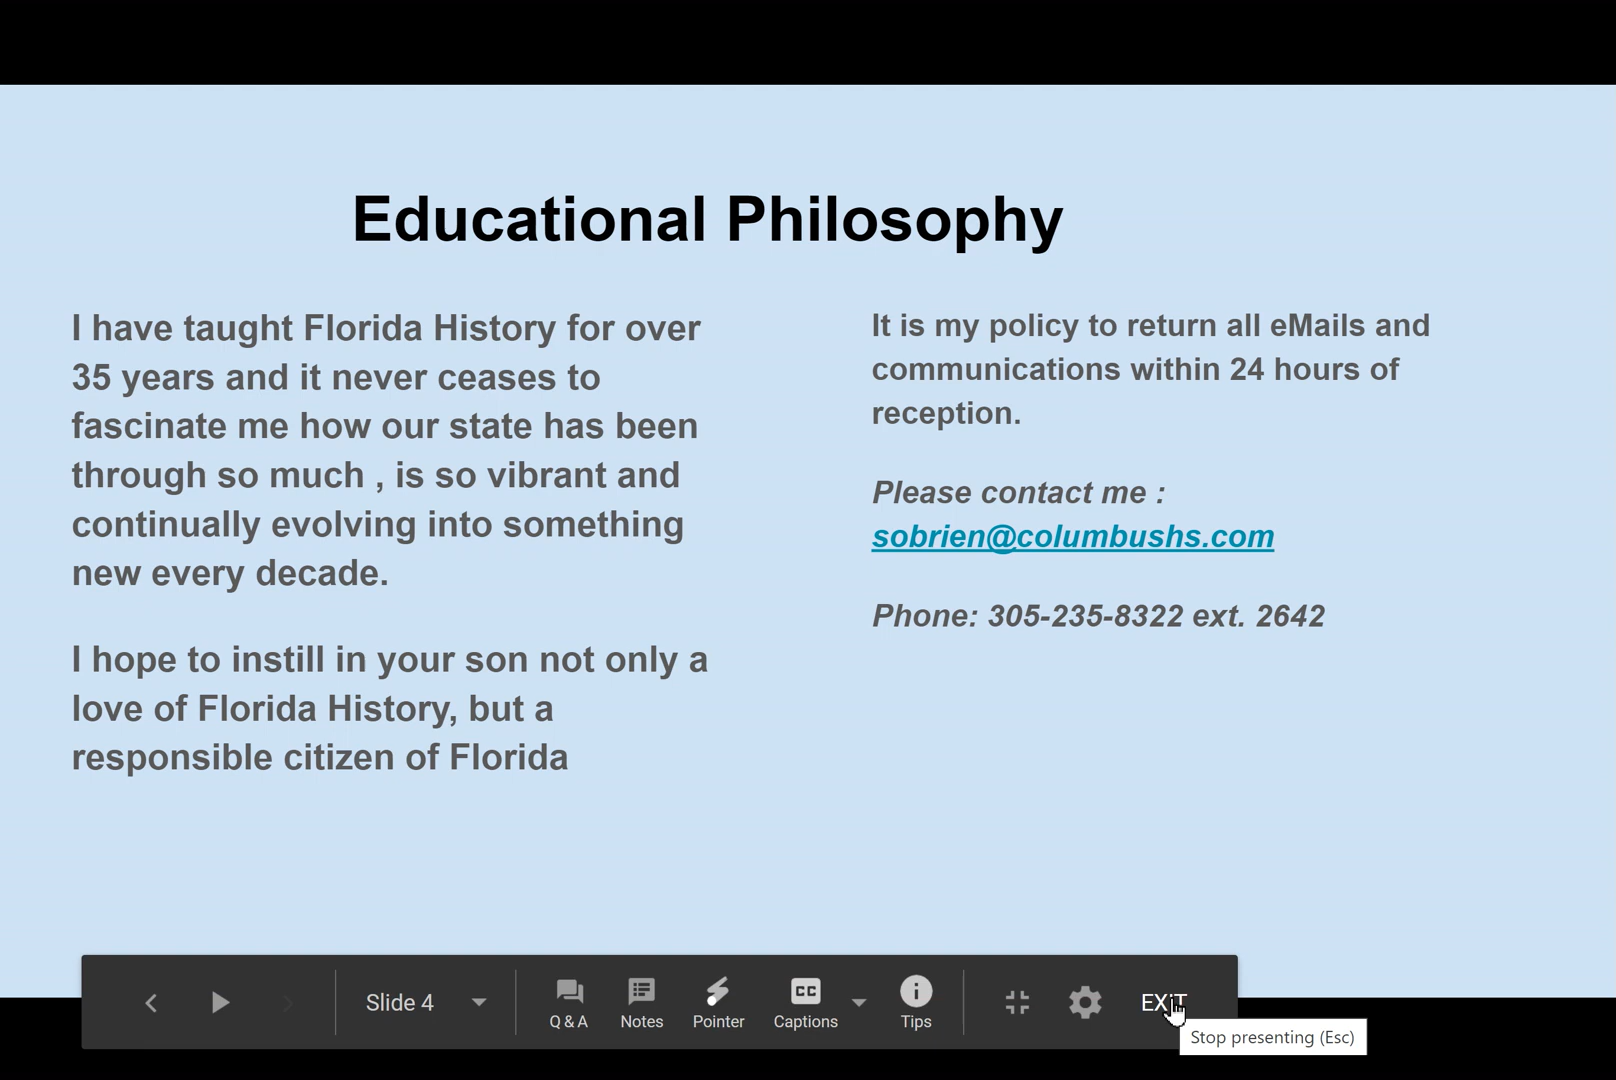 Educational Philosophy
I have taught Florida History for over
35 years and it never ceases to
fascinate me how our state has been
through so much , is so vibrant and
continually evolving into something
new every decade.
I hope to instill in your son not only a
love of Florida History, but a
responsible citizen of Florida
It is my policy to return all eMails and
communications within 24 hours of
reception.
Please contact me :
sobrien@columbushs.com
Phone: 305-235-8322 ext. 2642
Slide 4
Q & A
Notes
Pointer
Captions
Tips
EXIT
Stop presenting (Esc)